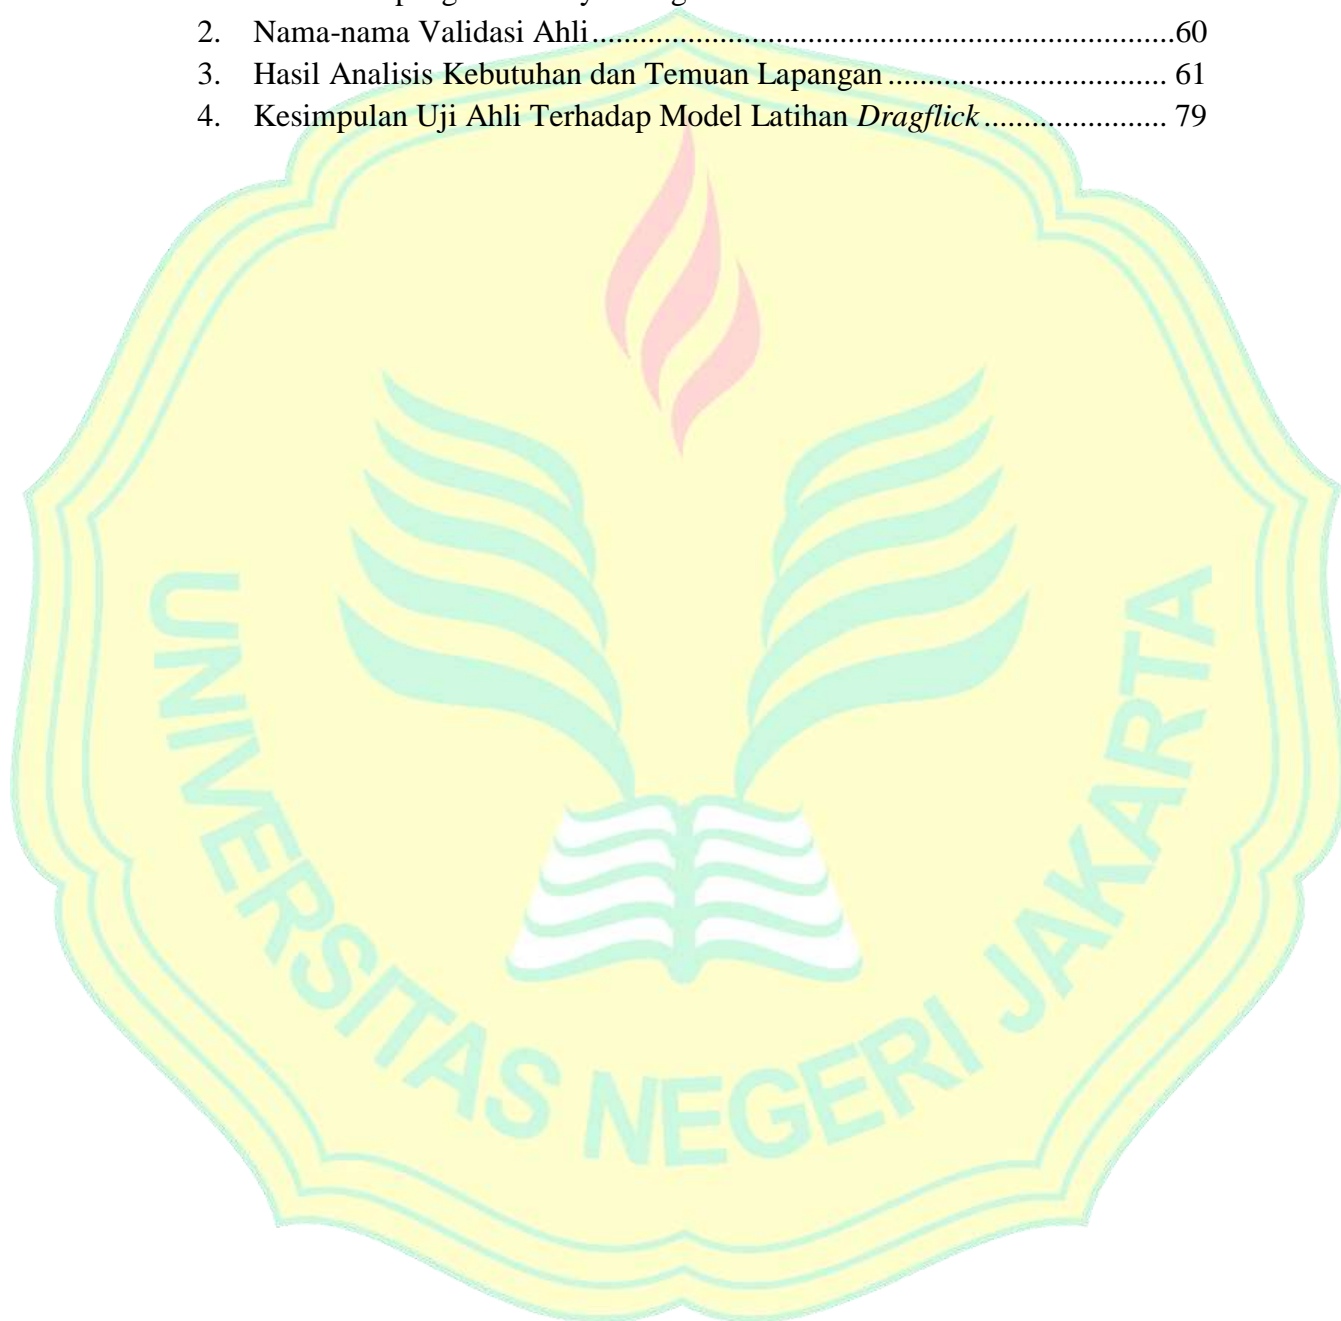 2. Nama-nama Validasi Ahli.......................................................................60
3. Hasil Analisis Kebutuhan dan Temuan Lapangan .................................. 61
4. Kesimpulan Uji Ahli Terhadap Model Latihan Dragflick ...................... 79
UNIVERSITAS NEGERI JAKARTA